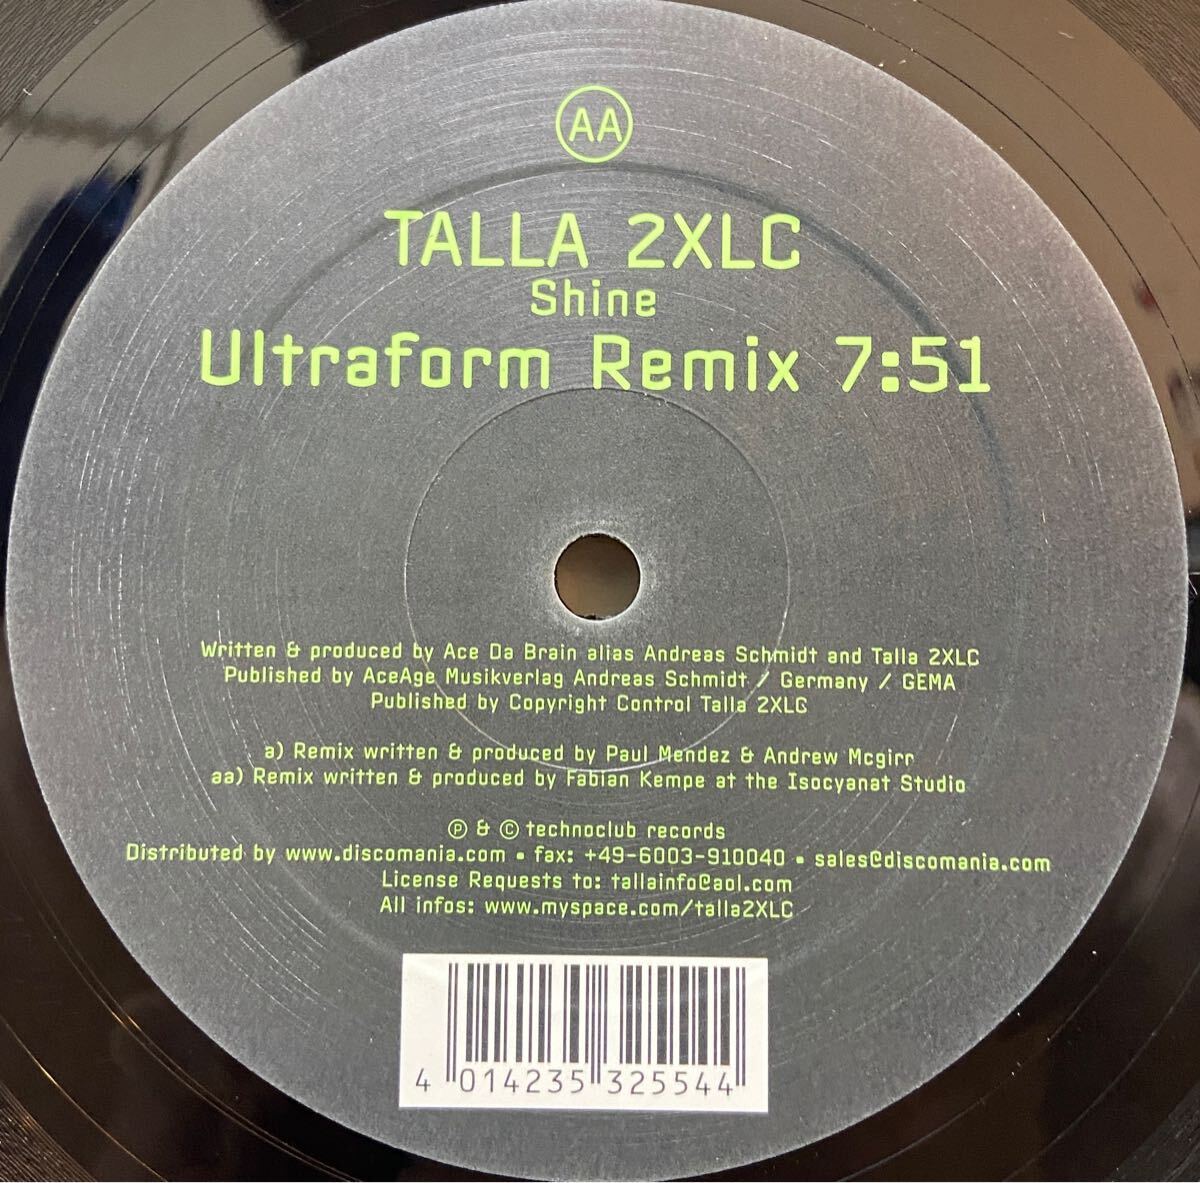 AA
TALLA 2XLC
Shine
Ultraform Remix 7:51
Written & produced by Ace Da Brain alias Andreas Schmidt and Talla 2XLC
Published by AceAge Musikverlag Andreas Schmidt / Germany / GEMA
Published by Copyright Control Talla 2XLC
a) Remix written & produced by Paul Mendez & Andrew Mcgirr
aa) Remix written & produced by Fabian Kempe at the Isocyanat Studio
Ⓟ & © technoclub records
Distributed by www.discomania.com • fax: +49-6003-910040 • sales@discomania.com
License Requests to: tallainfo@aol.com
All infos: www.myspace.com/talla2XLC
4 014235 325544